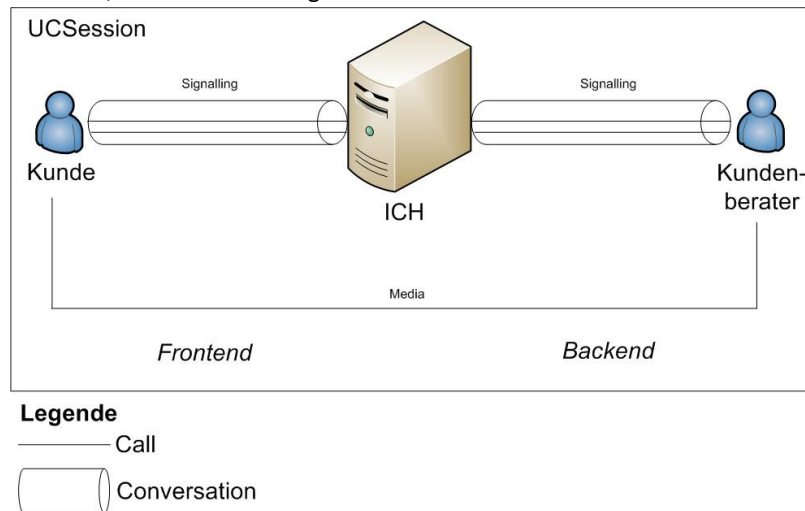 UCSession
Signalling
Signalling
Kunde
ICH
Kunden-
berater
Media
Frontend
Backend
Legende
Call
Conversation